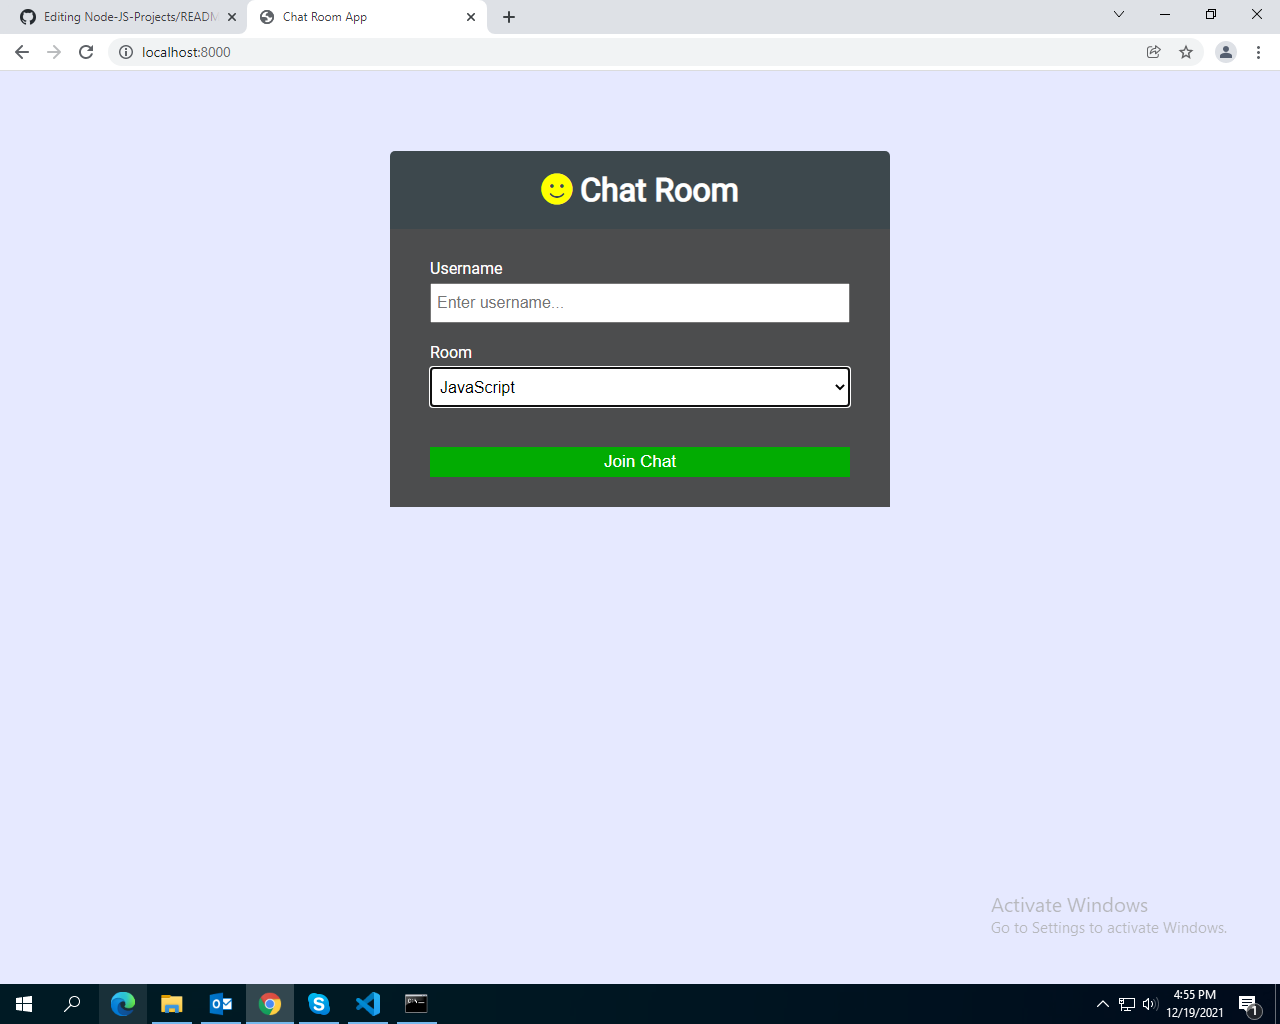 Editing Node-JS-Projects/READM
Chat Room App
localhost:8000
Chat Room
Username
Enter username...
Room
JavaScript
Join Chat
Activate Windows
Go to Settings to activate Windows.
4:55 PM
12/19/2021
1